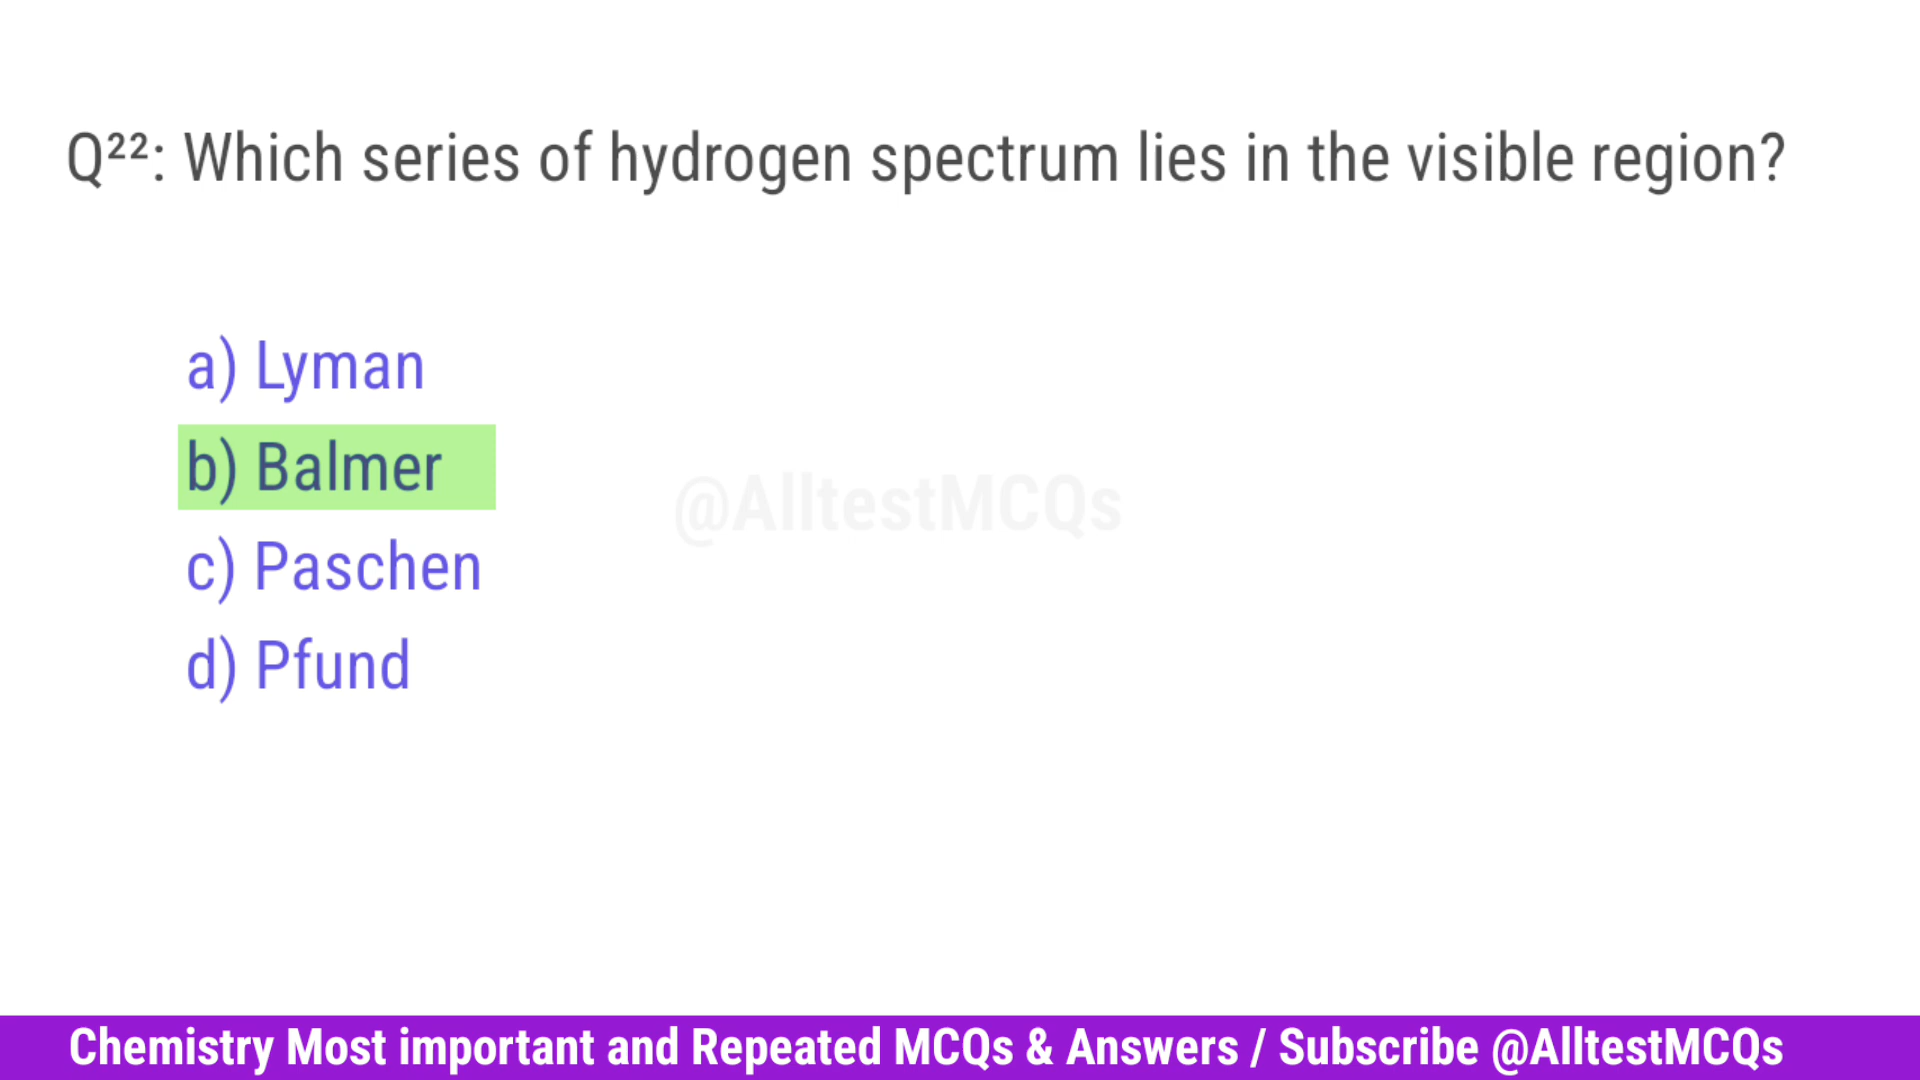 Q²²: Which series of hydrogen spectrum lies in the visible region?
a) Lyman
b) Balmer
@AlltestMCQs
c) Paschen
d) Pfund
Chemistry Most important and Repeated MCQs & Answers / Subscribe @AlltestMCQs